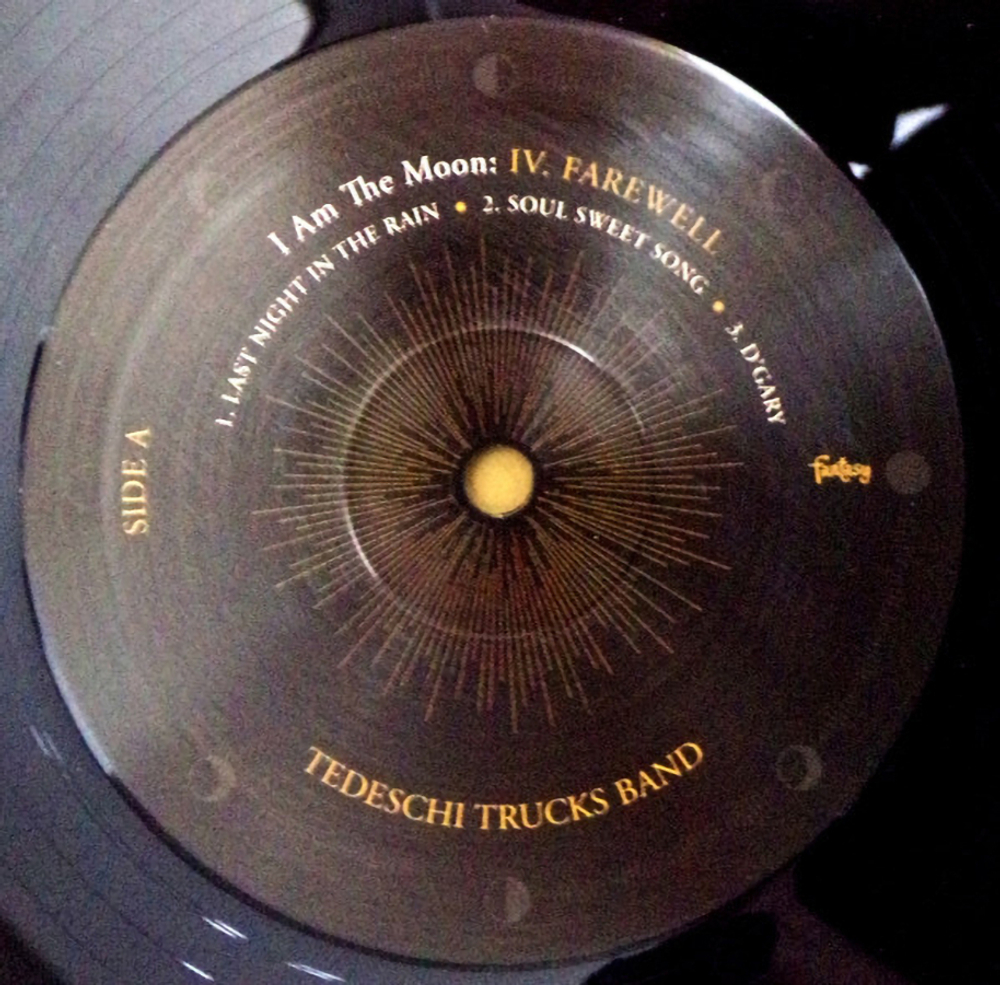 I Am The Moon: IV. FAREWELL
1. LAST NIGHT IN THE RAIN • 2. SOUL SWEET SONG • 3. D'GARY
SIDE A
fantasy
TEDESCHI TRUCKS BAND